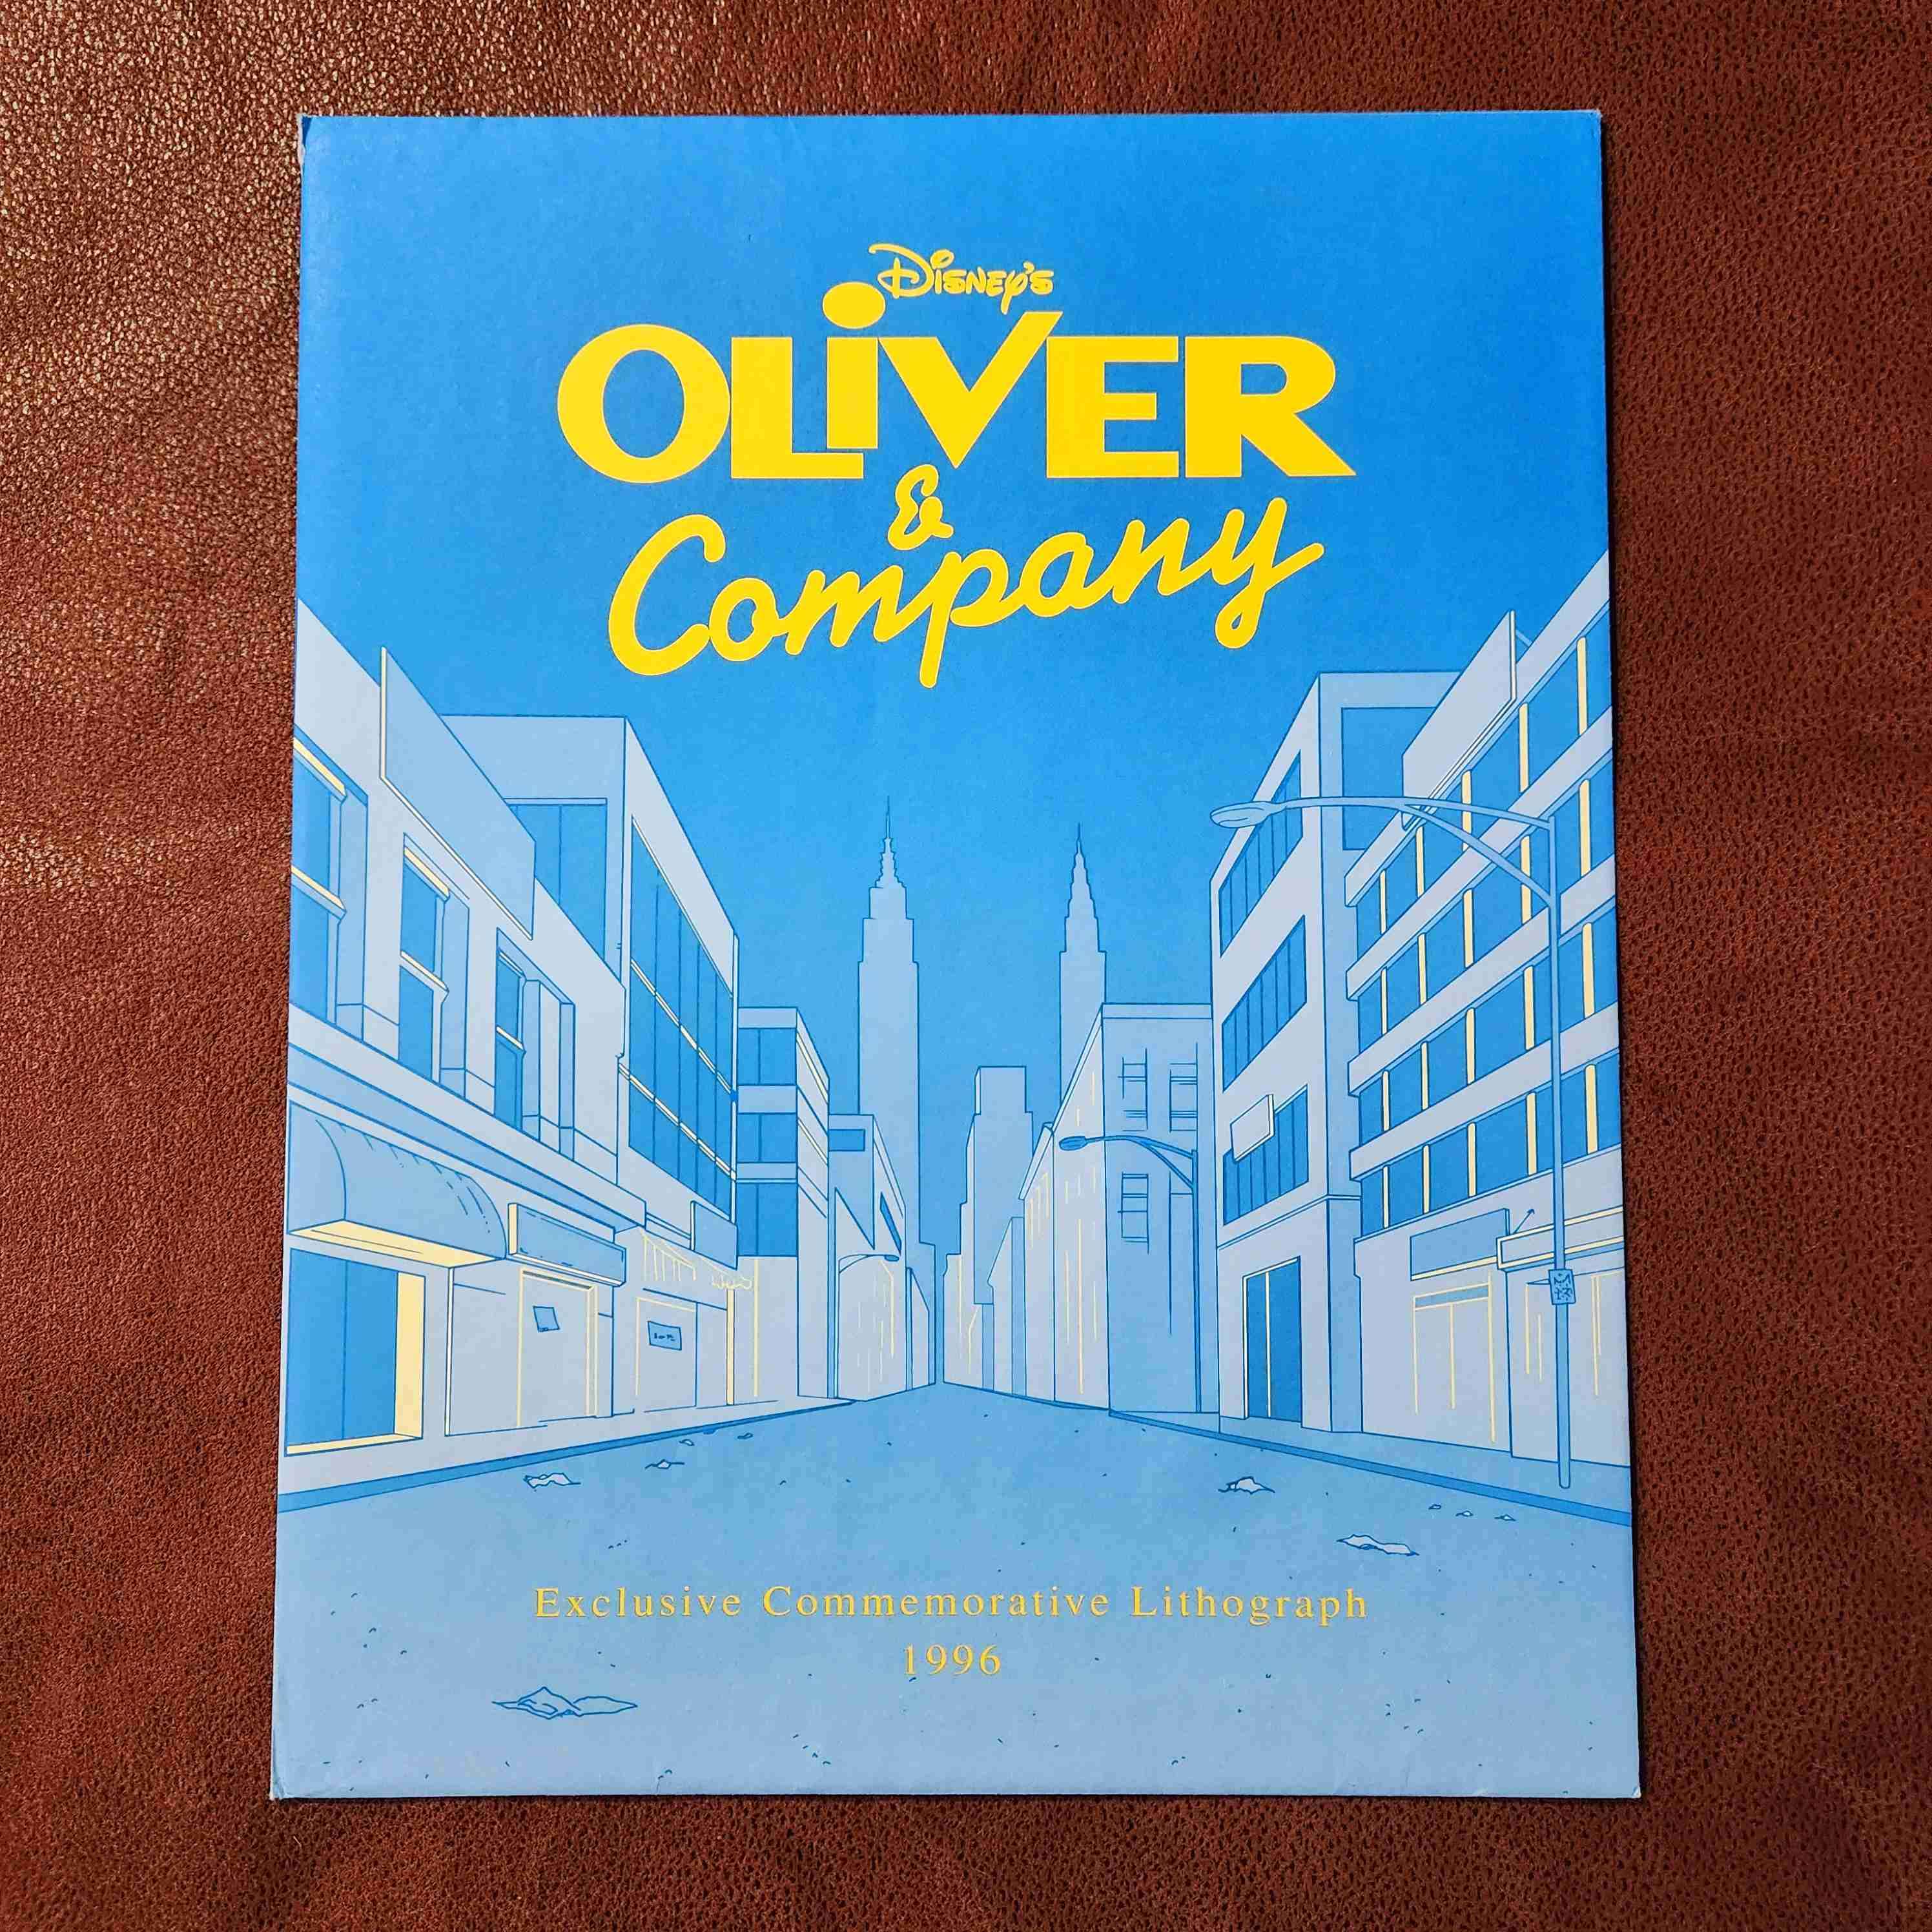 Disney's
OLiVER
&
Company
Exclusive Commemorative Lithograph
1996